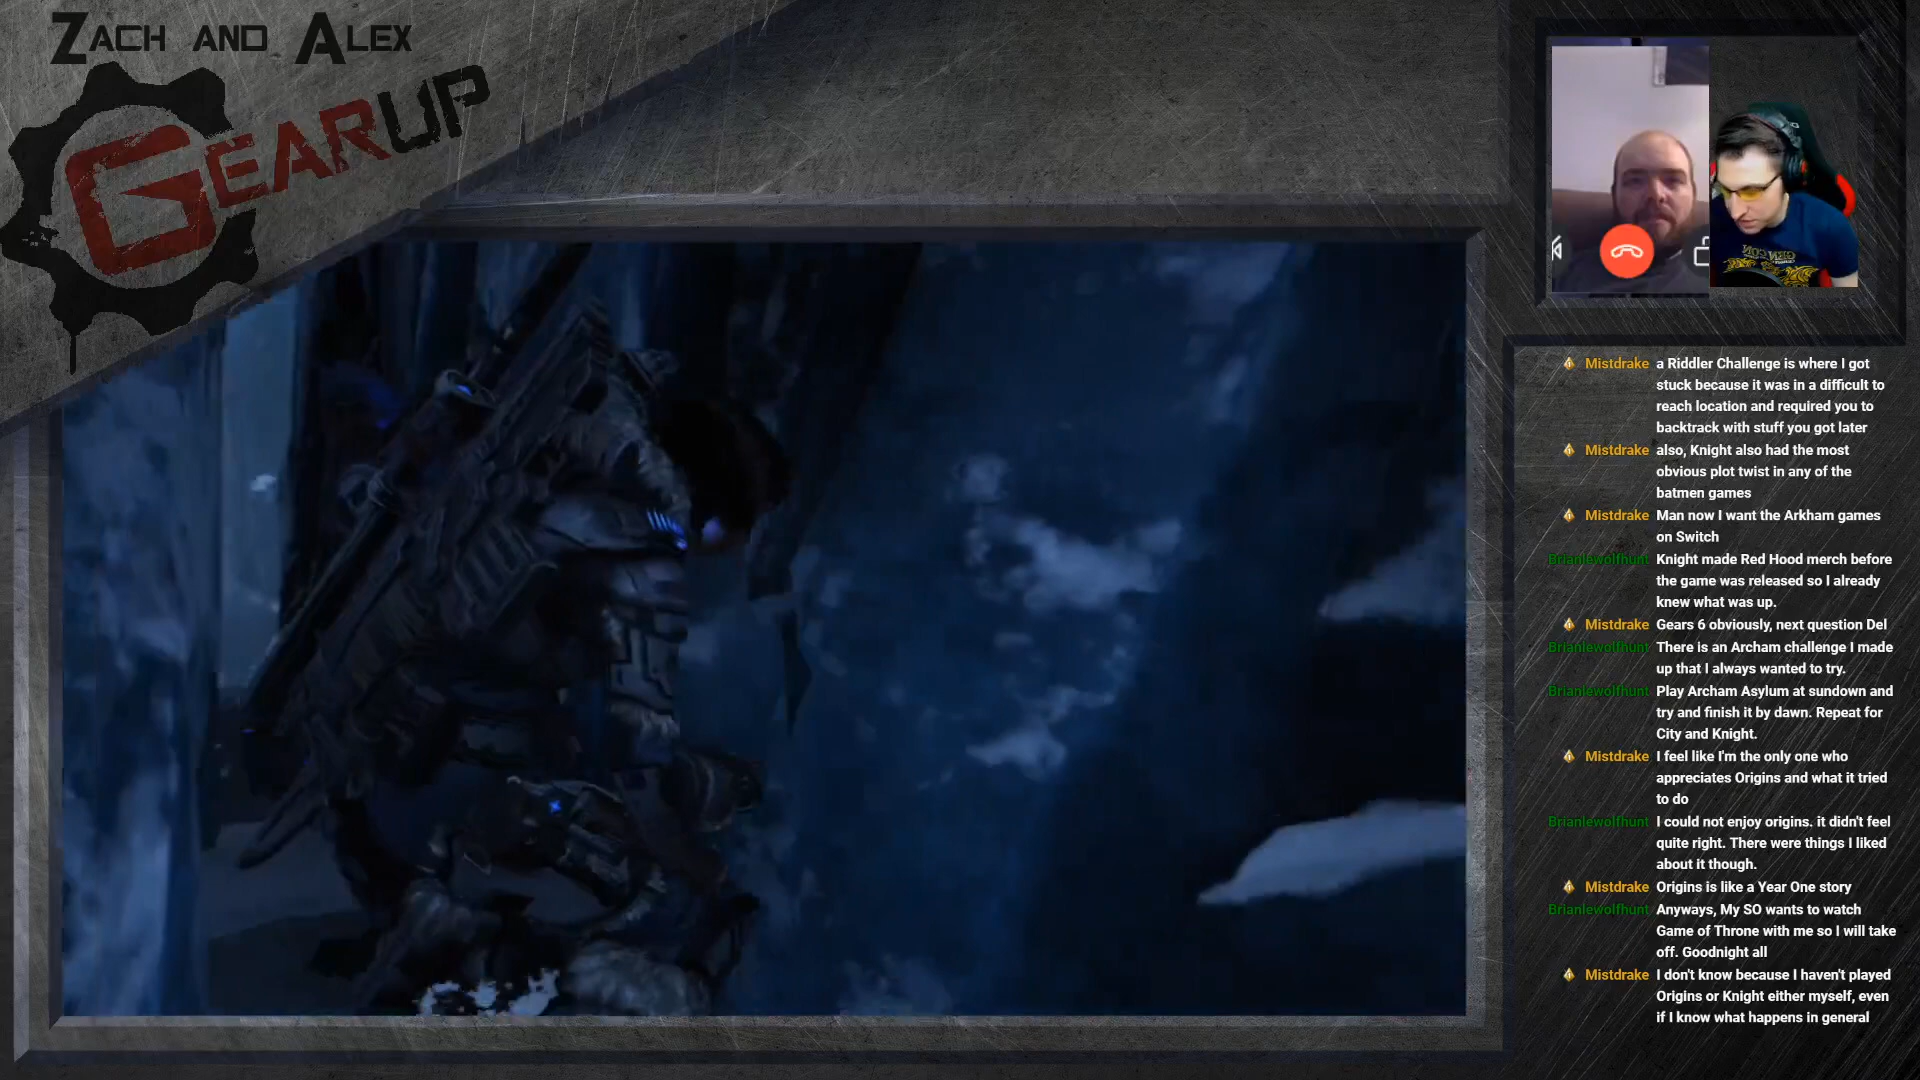 Zach and Alex
GearUp
Mistdrake a Riddler Challenge is where I got
stuck because it was in a difficult to
reach location and required you to
backtrack with stuff you got later
Mistdrake also, Knight also had the most
obvious plot twist in any of the
batmen games
Mistdrake Man now I want the Arkham games
on Switch
Brianlewolfhunt Knight made Red Hood merch before
the game was released so I already
knew what was up.
Mistdrake Gears 6 obviously, next question Del
Brianlewolfhunt There is an Archam challenge I made
up that I always wanted to try.
Brianlewolfhunt Play Archam Asylum at sundown and
try and finish it by dawn. Repeat for
City and Knight.
Mistdrake I feel like I'm the only one who
appreciates Origins and what it tried
to do
Brianlewolfhunt I could not enjoy origins. it didn't feel
quite right. There were things I liked
about it though.
Mistdrake Origins is like a Year One story
Brianlewolfhunt Anyways, My SO wants to watch
Game of Throne with me so I will take
off. Goodnight all
Mistdrake I don't know because I haven't played
Origins or Knight either myself, even
if I know what happens in general